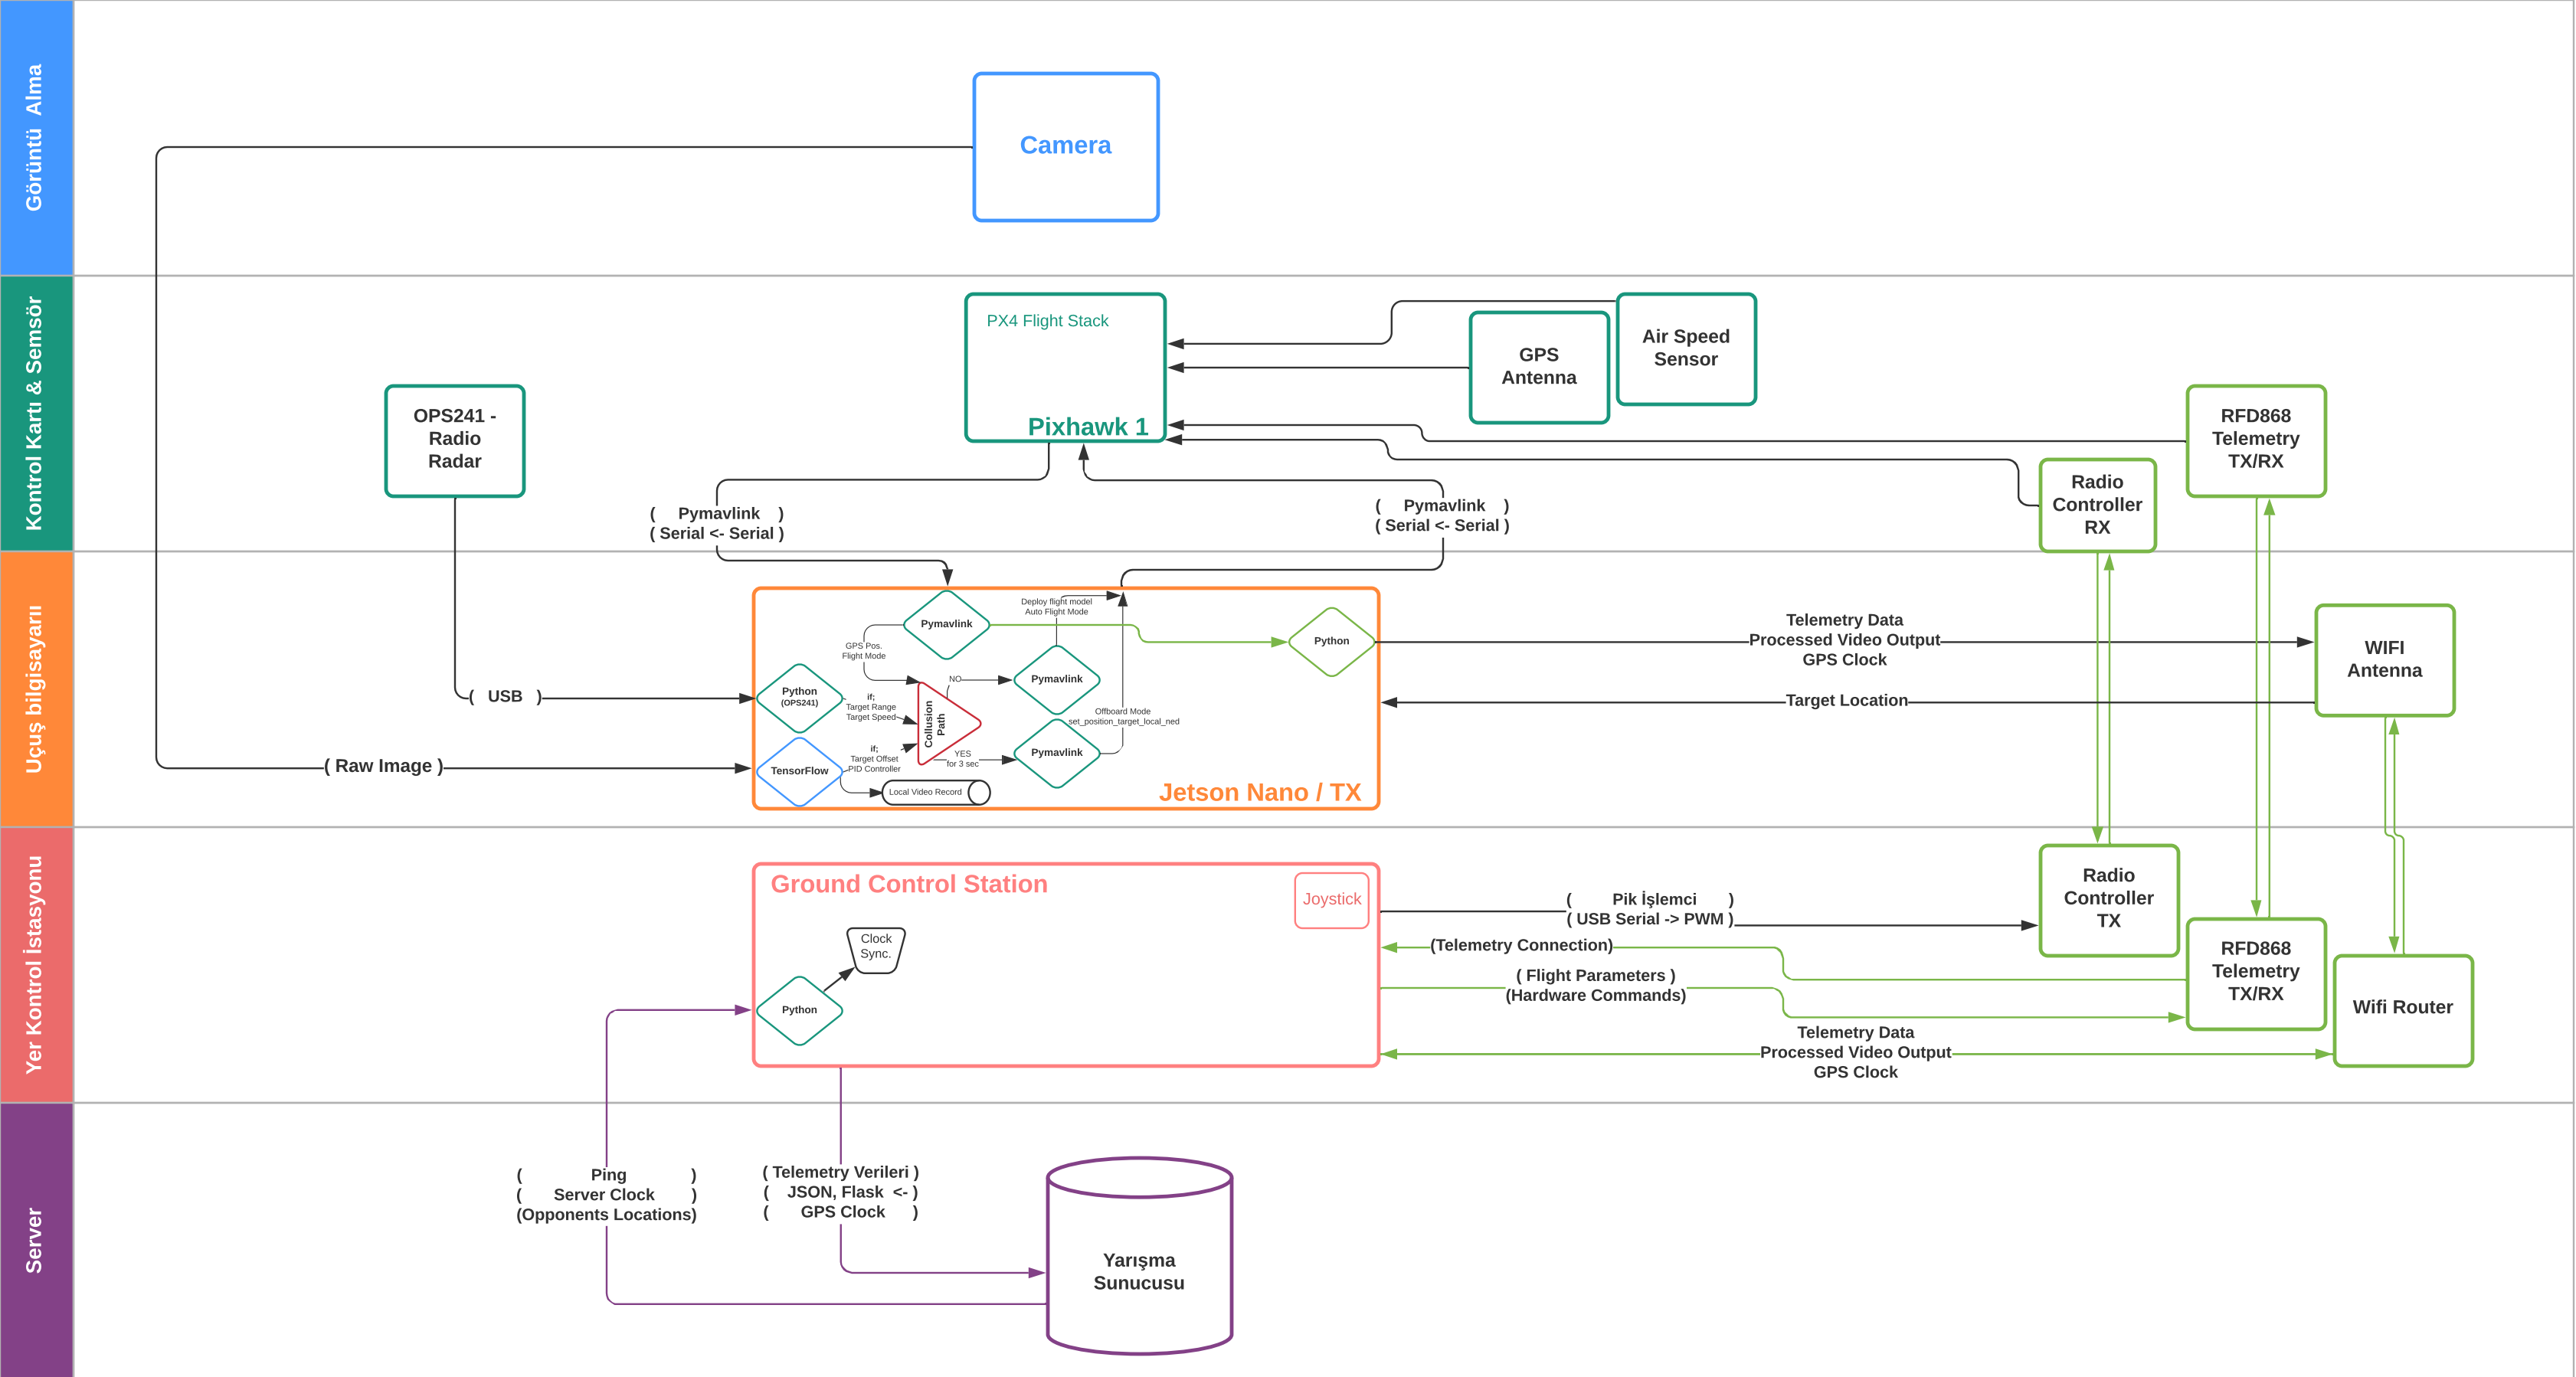 Görüntü  Alma
Camera
Kontrol Kartı & Semsör
PX4 Flight Stack
Pixhawk 1
GPS
Antenna
Air Speed
Sensor
OPS241 -
Radio
Radar
RFD868
Telemetry
TX/RX
Radio
Controller
RX
(     Pymavlink    )
( Serial <- Serial )
(     Pymavlink    )
( Serial <- Serial )
Uçuş bilgisayarıı
Pymavlink
Deploy flight model
Auto Flight Mode
Python
GPS Pos.
Flight Mode
Python
(OPS241)
if;
Target Range
Target Speed
NO
Pymavlink
Collusion
Path
Offboard Mode
set_position_target_local_ned
if;
Target Offset
PID Controller
YES
for 3 sec
Pymavlink
TensorFlow
Local Video Record
Jetson Nano / TX
(   USB   )
( Raw Image )
Telemetry Data
Processed Video Output
GPS Clock
Target Location
WIFI
Antenna
Yer Kontrol İstasyonu
Ground Control Station
Joystick
Clock
Sync.
Python
(         Pik İşlemci       )
( USB Serial -> PWM )
(Telemetry Connection)
( Flight Parameters )
(Hardware Commands)
Telemetry Data
Processed Video Output
GPS Clock
Radio
Controller
TX
RFD868
Telemetry
TX/RX
Wifi Router
Server
(               Ping              )
(       Server Clock        )
(Opponents Locations)
( Telemetry Verileri )
(    JSON, Flask  <- )
(       GPS Clock      )
Yarışma
Sunucusu